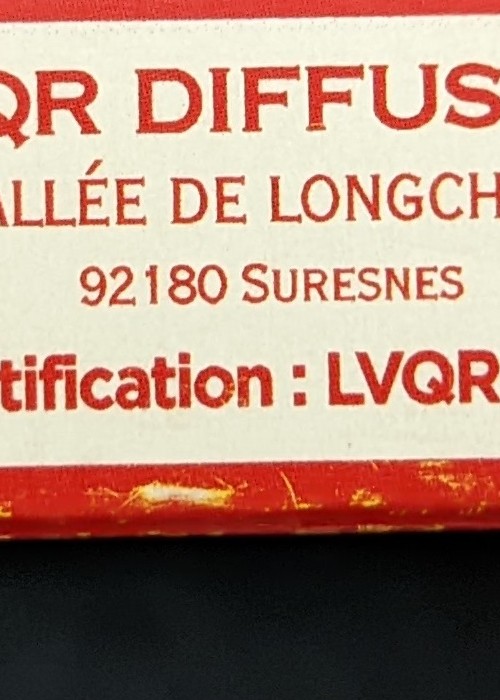 QR DIFFUS
ALLÉE DE LONGCH
92180 SURESNES
tification : LVQR